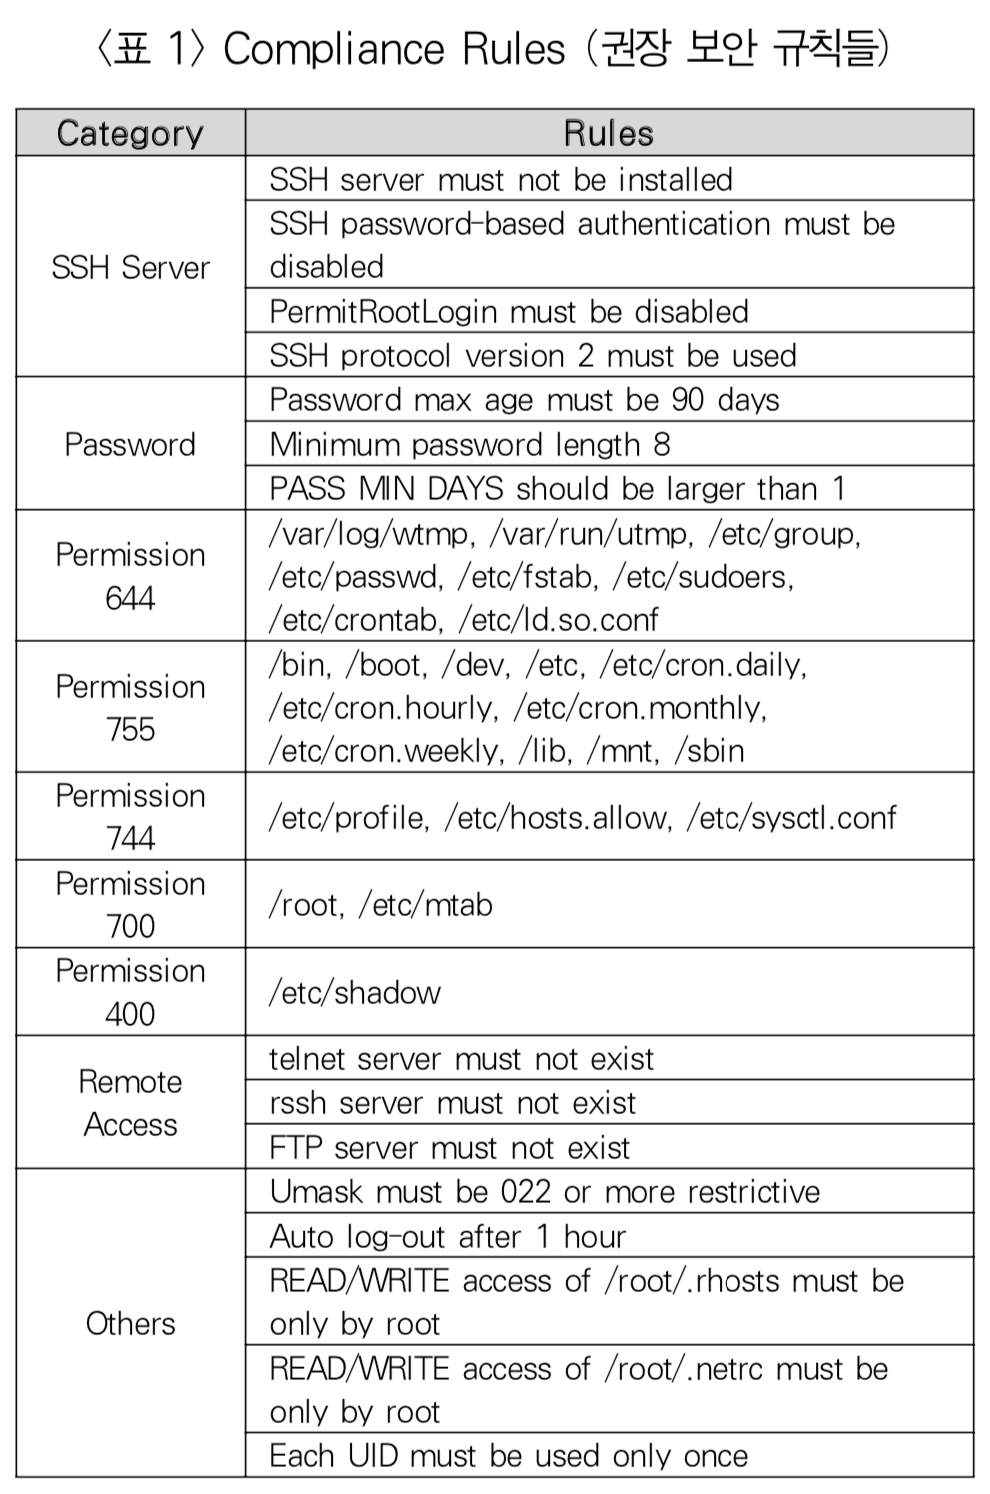 〈표 1〉 Compliance Rules (권장 보안 규칙들)
Category Rules
SSH Server
SSH server must not be installed
SSH password-based authentication must be
disabled
PermitRootLogin must be disabled
SSH protocol version 2 must be used
Password
Password max age must be 90 days
Minimum password length 8
PASS MIN DAYS should be larger than 1
Permission
644
/var/log/wtmp, /var/run/utmp, /etc/group,
/etc/passwd, /etc/fstab, /etc/sudoers,
/etc/crontab, /etc/ld.so.conf
Permission
755
/bin, /boot, /dev, /etc, /etc/cron.daily,
/etc/cron.hourly, /etc/cron.monthly,
/etc/cron.weekly, /lib, /mnt, /sbin
Permission
744
/etc/profile, /etc/hosts.allow, /etc/sysctl.conf
Permission
700
/root, /etc/mtab
Permission
400
/etc/shadow
Remote
Access
telnet server must not exist
rssh server must not exist
FTP server must not exist
Others
Umask must be 022 or more restrictive
Auto log-out after 1 hour
READ/WRITE access of /root/.rhosts must be
only by root
READ/WRITE access of /root/.netrc must be
only by root
Each UID must be used only once